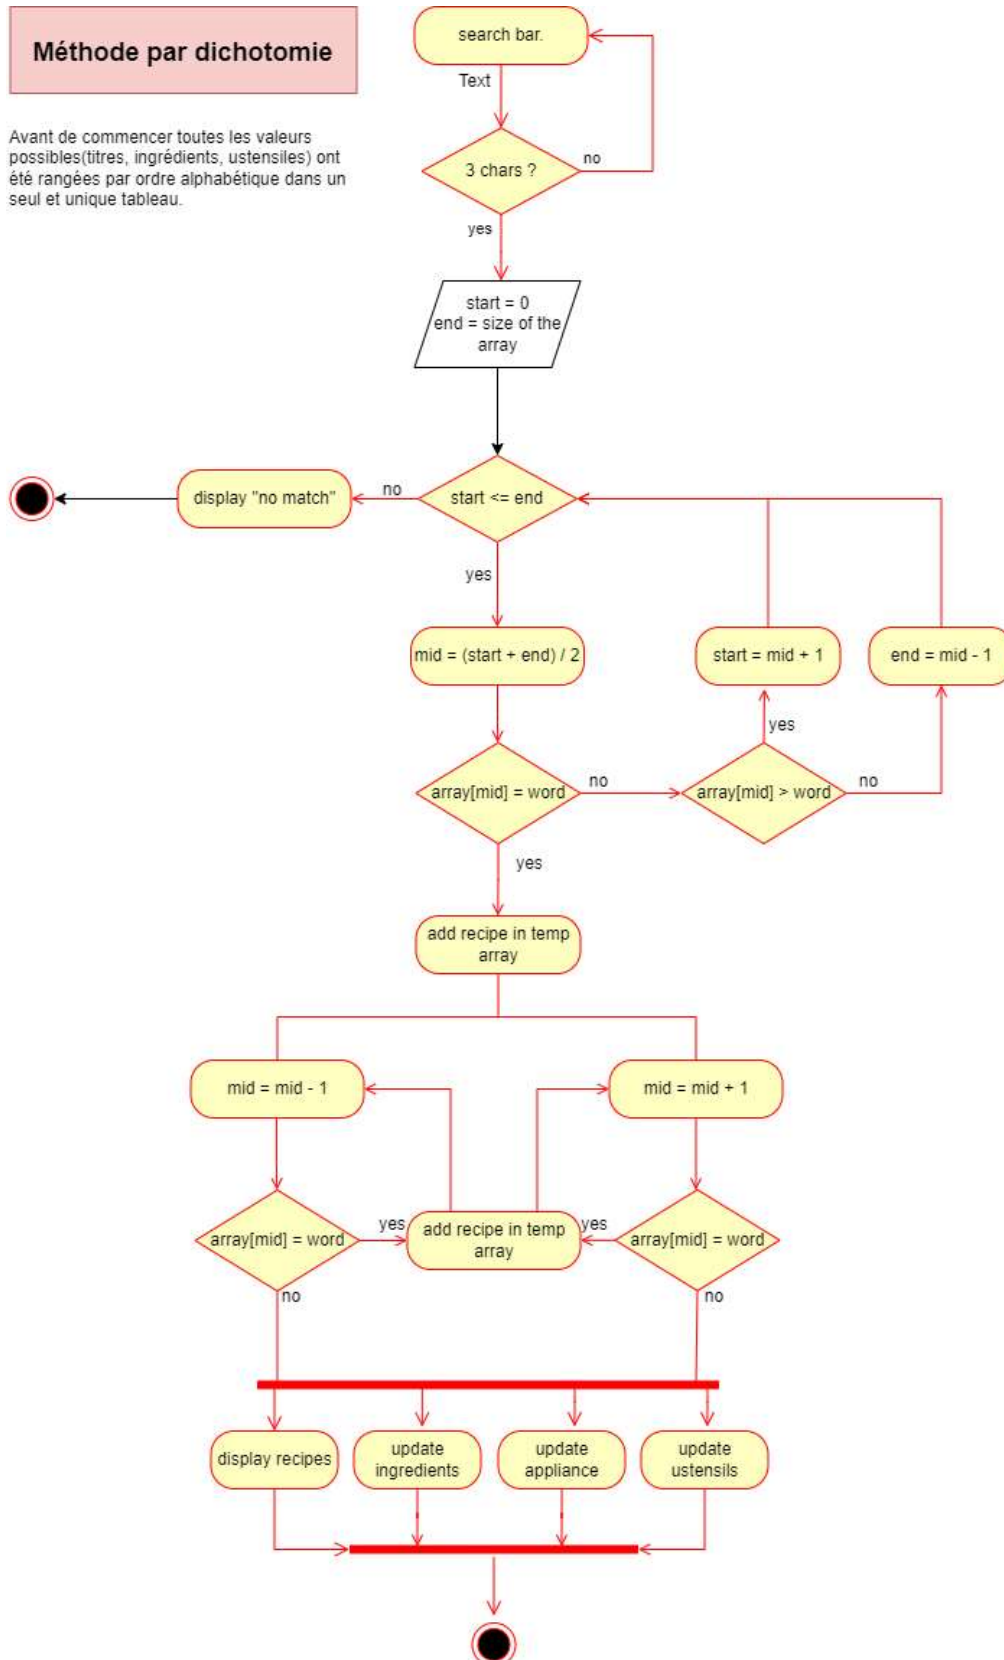 Méthode par dichotomie
Avant de commencer toutes les valeurs
possibles(titres, ingrédients, ustensiles) ont
été rangées par ordre alphabétique dans un
seul et unique tableau.
search bar.
Text
3 chars ?
no
yes
start = 0
end = size of the
array
start <= end
no
display "no match"
yes
mid = (start + end) / 2
start = mid + 1
end = mid - 1
yes
array[mid] = word
no
array[mid] > word
no
yes
add recipe in temp
array
mid = mid - 1
mid = mid + 1
array[mid] = word
yes
add recipe in temp
array
yes
array[mid] = word
no
no
display recipes
update
ingredients
update
appliance
update
ustensils